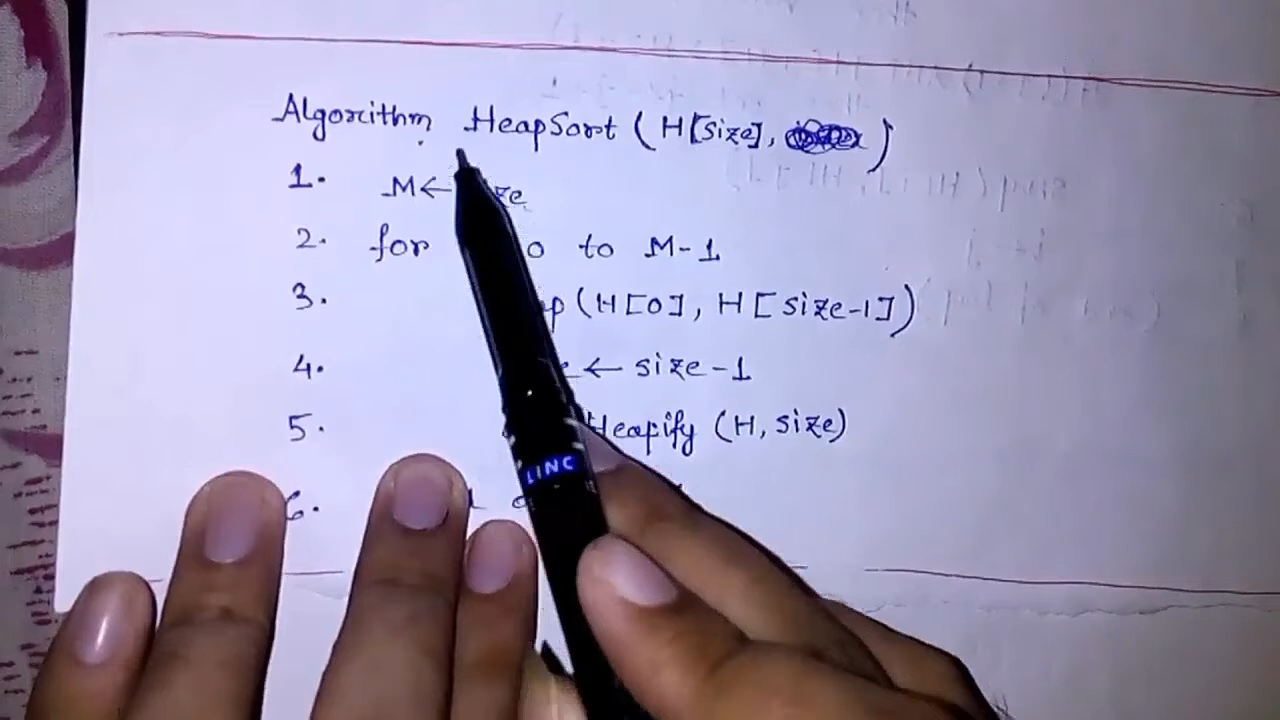 Algorithm HeapSort (H[size], )
1. M←
2. for 0 to M-1
3. (H[0], H[size-1])
4. ← size-1
5. Heapify (H, size)
6.
LINC